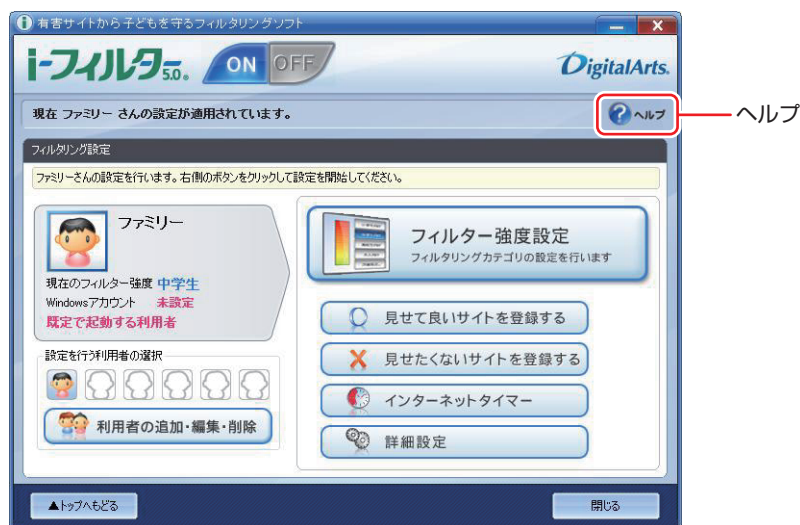 有害サイトから子どもを守るフィルタリングソフト
i-フィルター5.0.
ON OFF
DigitalArts.
現在 ファミリー さんの設定が適用されています。
ヘルプ
ヘルプ
フィルタリング設定
ファミリーさんの設定を行います。右側のボタンをクリックして設定を開始してください。
ファミリー
現在のフィルター強度 中学生
Windowsアカウント 未設定
既定で起動する利用者
設定を行う利用者の選択
利用者の追加・編集・削除
フィルター強度設定
フィルタリングカテゴリの設定を行います
見せて良いサイトを登録する
見せたくないサイトを登録する
インターネットタイマー
詳細設定
▲トップへもどる
閉じる